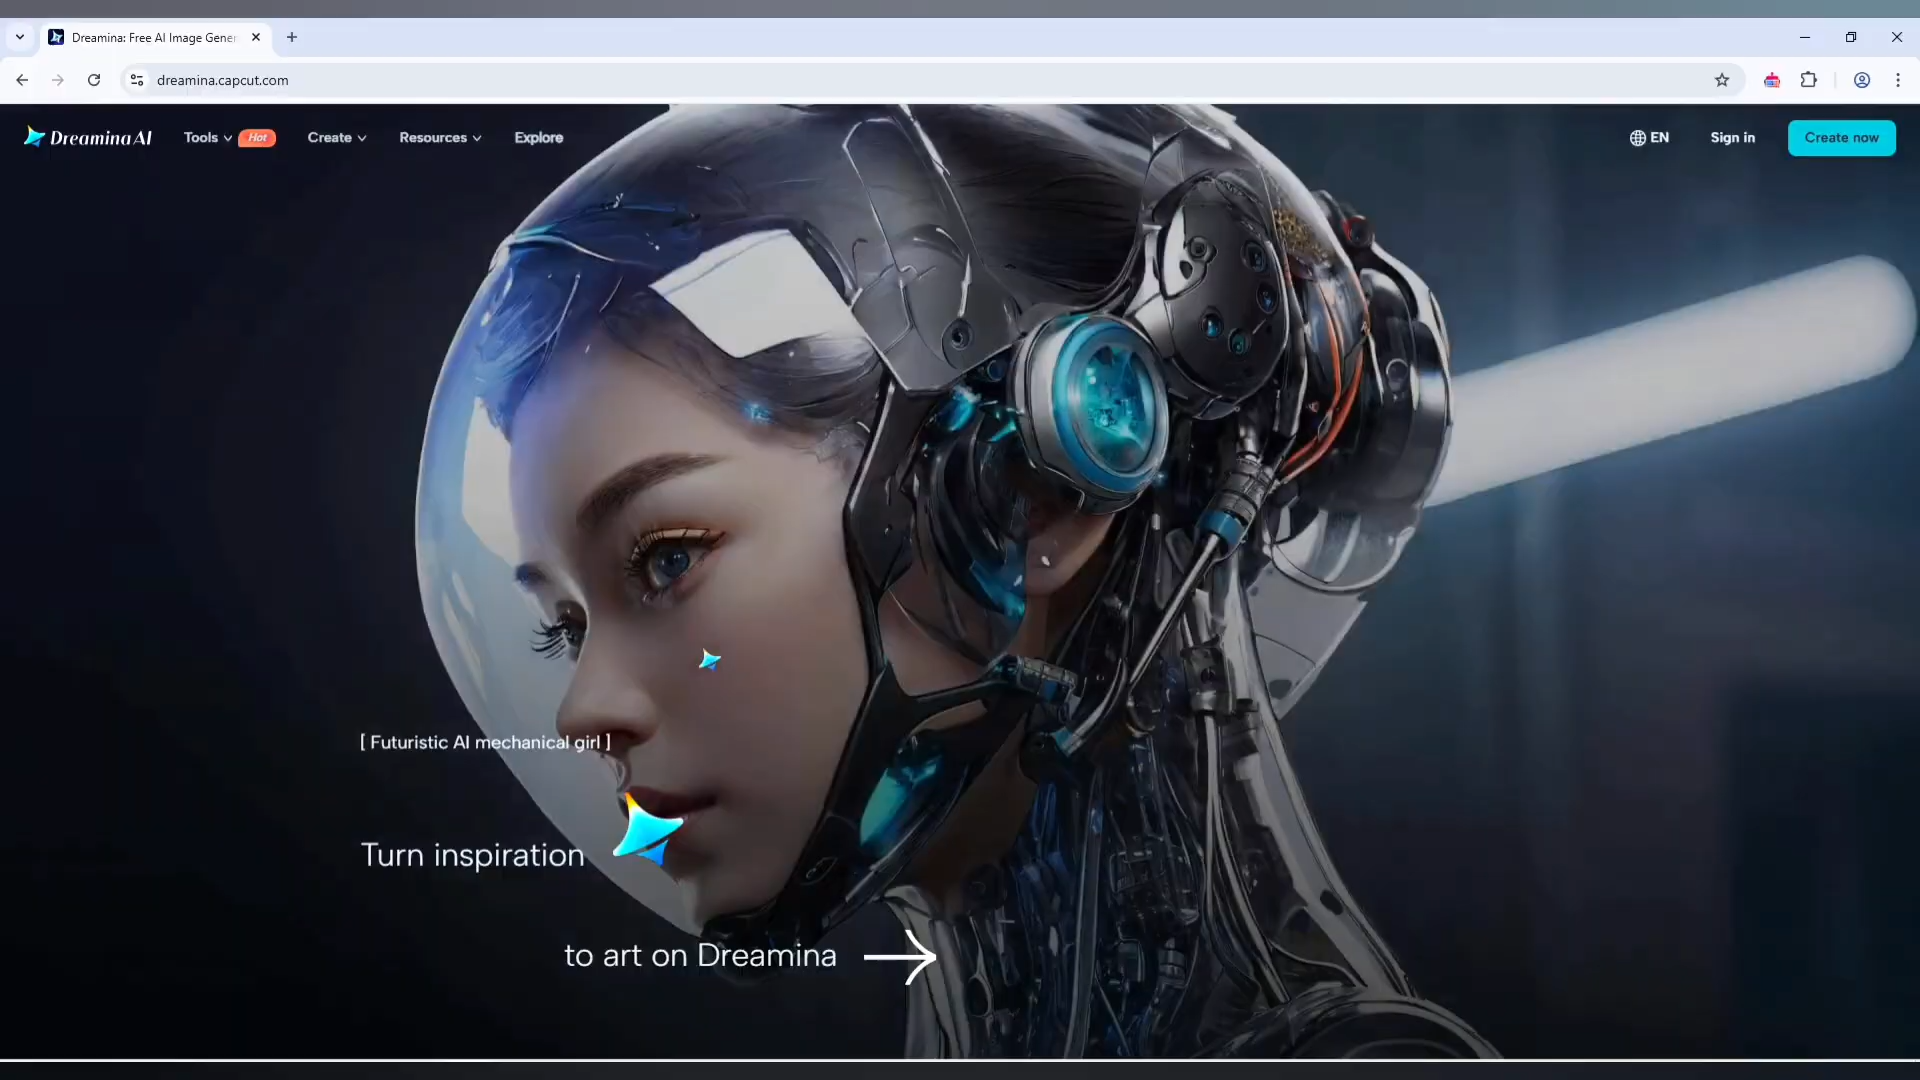 Dreamina: Free AI Image Gener
dreamina.capcut.com
Dreamina AI
Tools
Hot
Create
Resources
Explore
EN
Sign in
Create now
[ Futuristic AI mechanical girl ]
Turn inspiration
to art on Dreamina